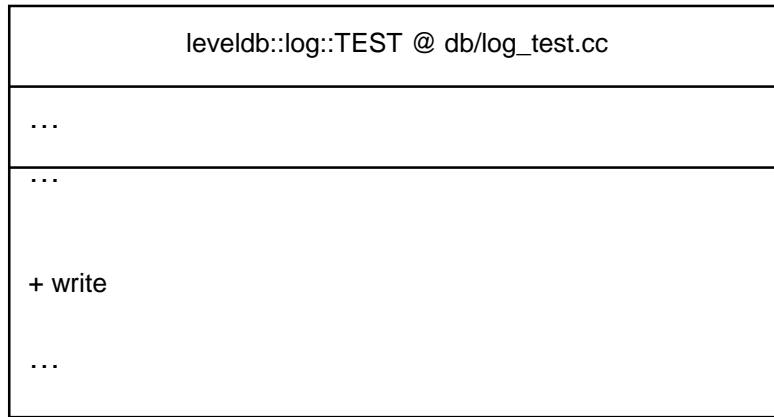 leveldb::log::TEST @ db/log_test.cc
…
…
+ write
…